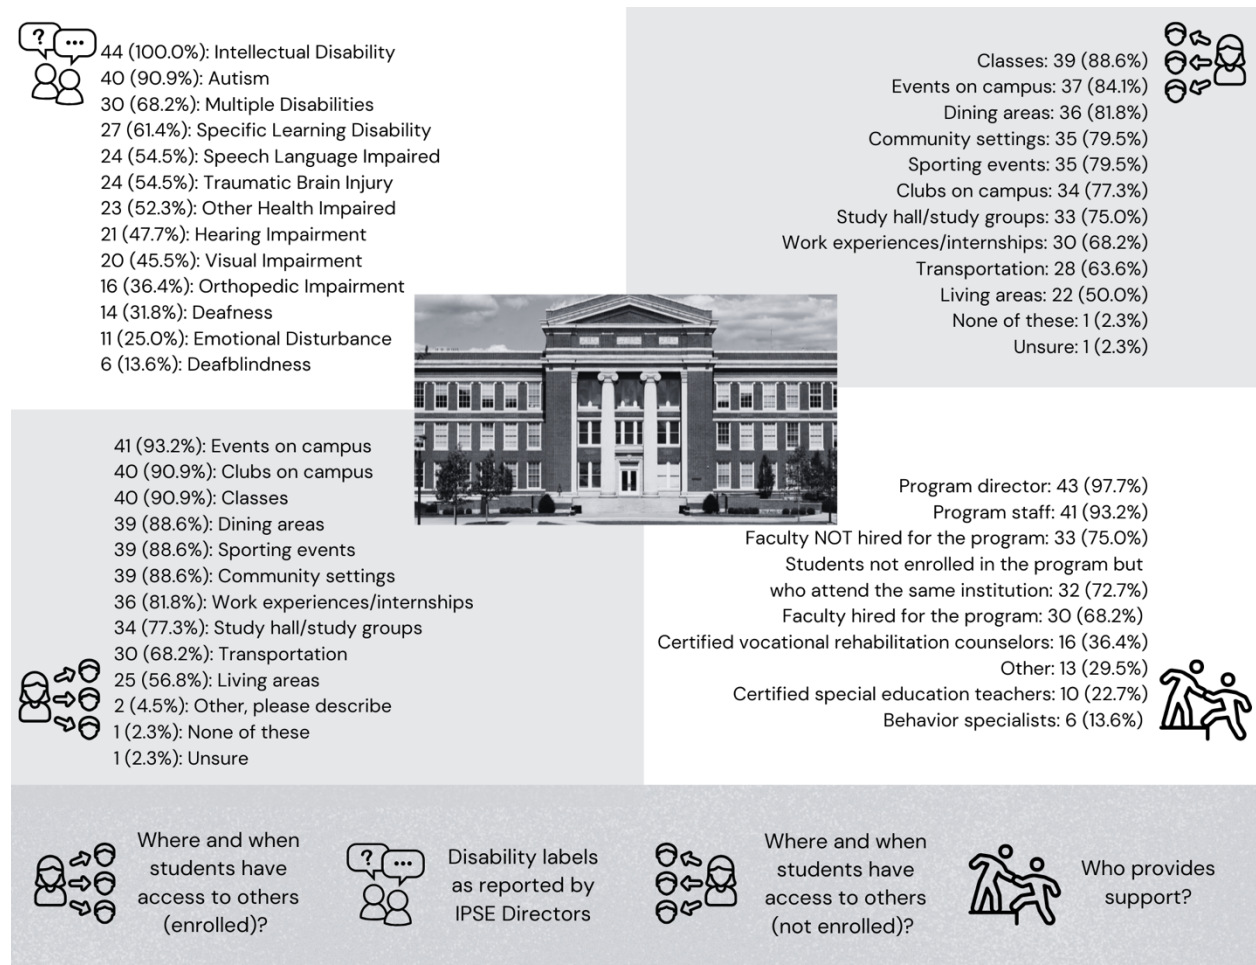 ? ...
44 (100.0%): Intellectual Disability
40 (90.9%): Autism
30 (68.2%): Multiple Disabilities
27 (61.4%): Specific Learning Disability
24 (54.5%): Speech Language Impaired
24 (54.5%): Traumatic Brain Injury
23 (52.3%): Other Health Impaired
21 (47.7%): Hearing Impairment
20 (45.5%): Visual Impairment
16 (36.4%): Orthopedic Impairment
14 (31.8%): Deafness
11 (25.0%): Emotional Disturbance
6 (13.6%): Deafblindness
Classes: 39 (88.6%)
Events on campus: 37 (84.1%)
Dining areas: 36 (81.8%)
Community settings: 35 (79.5%)
Sporting events: 35 (79.5%)
Clubs on campus: 34 (77.3%)
Study hall/study groups: 33 (75.0%)
Work experiences/internships: 30 (68.2%)
Transportation: 28 (63.6%)
Living areas: 22 (50.0%)
None of these: 1 (2.3%)
Unsure: 1 (2.3%)
41 (93.2%): Events on campus
40 (90.9%): Clubs on campus
40 (90.9%): Classes
39 (88.6%): Dining areas
39 (88.6%): Sporting events
39 (88.6%): Community settings
36 (81.8%): Work experiences/internships
34 (77.3%): Study hall/study groups
30 (68.2%): Transportation
25 (56.8%): Living areas
2 (4.5%): Other, please describe
1 (2.3%): None of these
1 (2.3%): Unsure
Program director: 43 (97.7%)
Program staff: 41 (93.2%)
Faculty NOT hired for the program: 33 (75.0%)
Students not enrolled in the program but
who attend the same institution: 32 (72.7%)
Faculty hired for the program: 30 (68.2%)
Certified vocational rehabilitation counselors: 16 (36.4%)
Other: 13 (29.5%)
Certified special education teachers: 10 (22.7%)
Behavior specialists: 6 (13.6%)
Where and when
students have
access to others
(enrolled)?
? ...
Disability labels
as reported by
IPSE Directors
Where and when
students have
access to others
(not enrolled)?
Who provides
support?